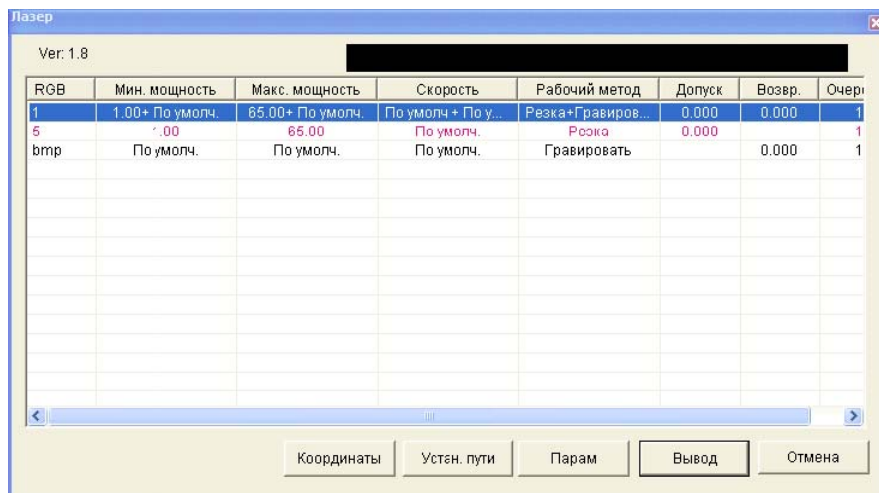 Лазер
Ver: 1.8
RGB Мин. мощность Макс. мощность Скорость Рабочий метод Допуск Возвр. Очер
1 1.00+ По умолч. 65.00+ По умолч. По умолч + По у... Резка+Гравиров... 0.000 0.000 1
5 1.00 65.00 По умолч. Резка 0.000 1
bmp По умолч. По умолч. По умолч. Гравировать 0.000 1
Координаты Устан. пути Парам Вывод Отмена